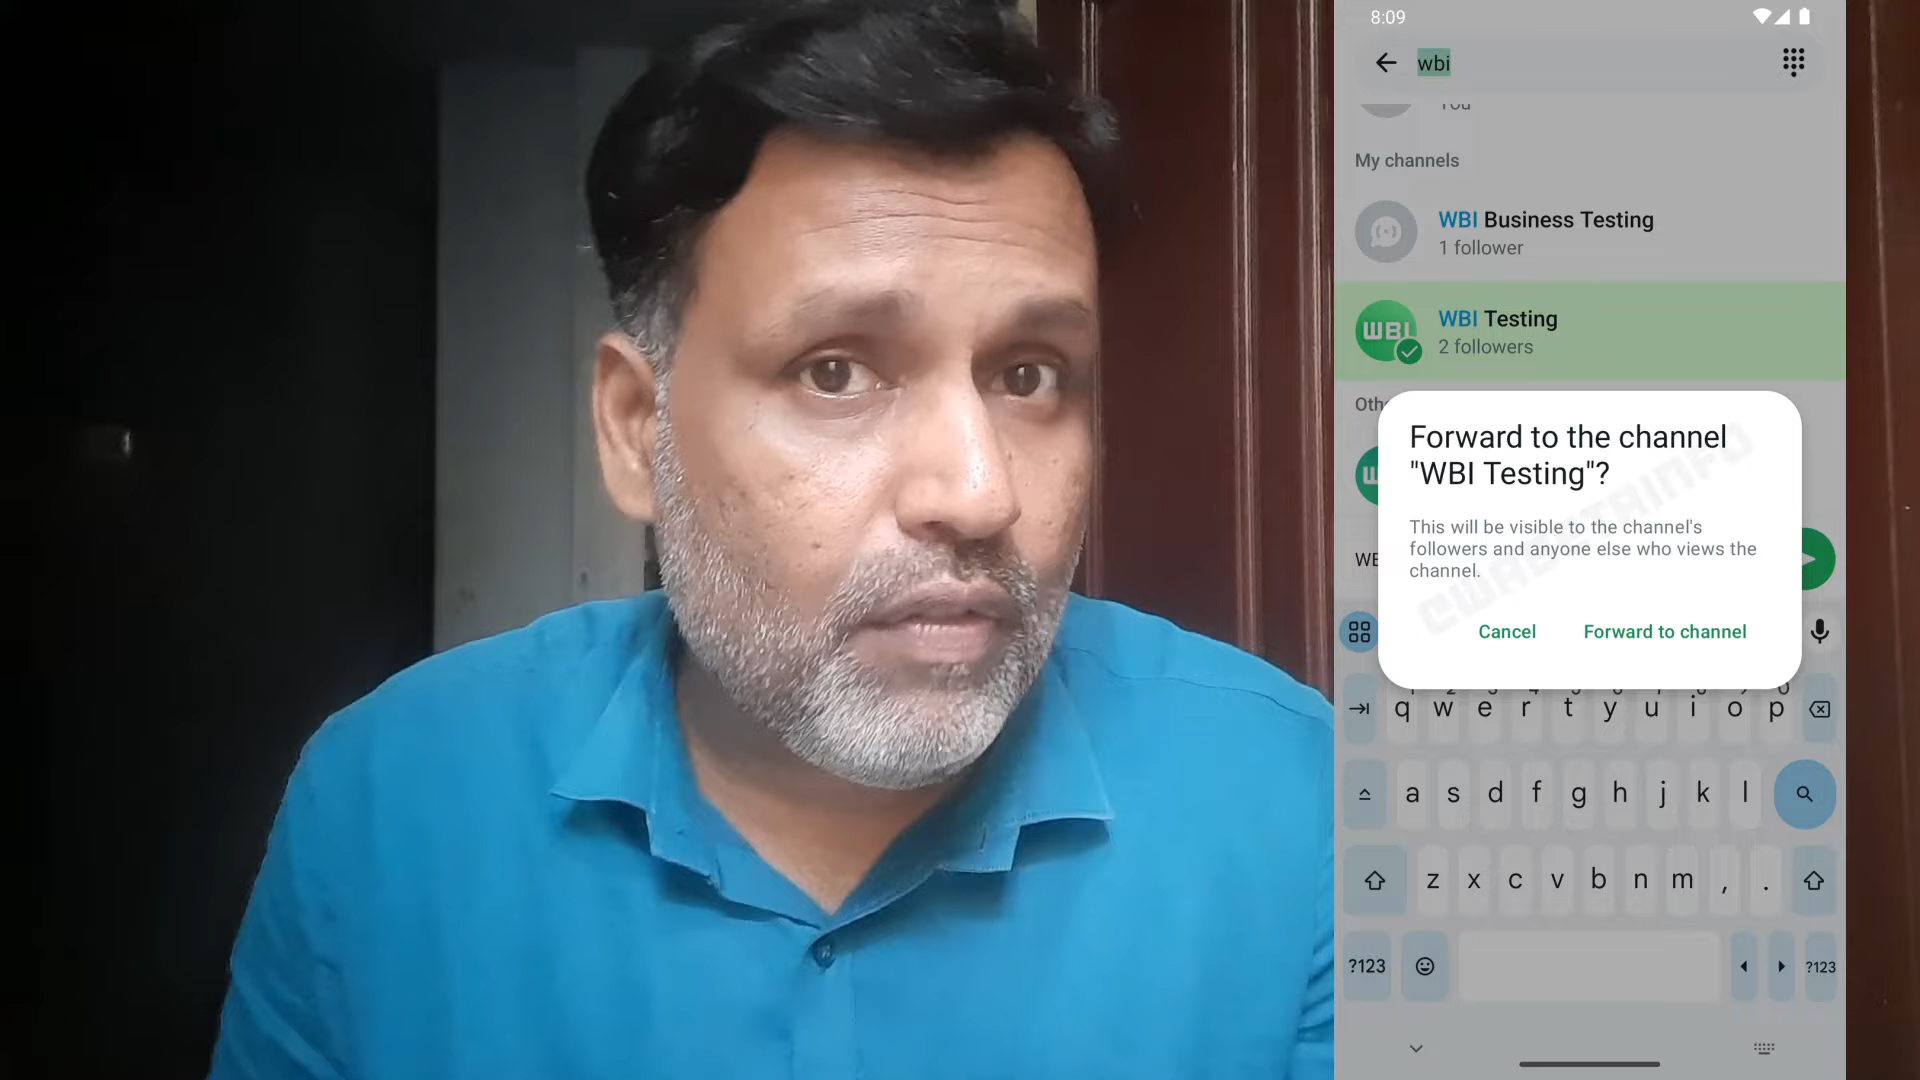 8:09
wbi
You
My channels
WBI Business Testing
1 follower
WBI
WBI Testing
2 followers
Forward to the channel
"WBI Testing"?
This will be visible to the channel's
followers and anyone else who views the
channel.
@WABETAINFO
Cancel
Forward to channel
q w e r t y u i o p
a s d f g h j k l
z x c v b n m , .
?123
?123